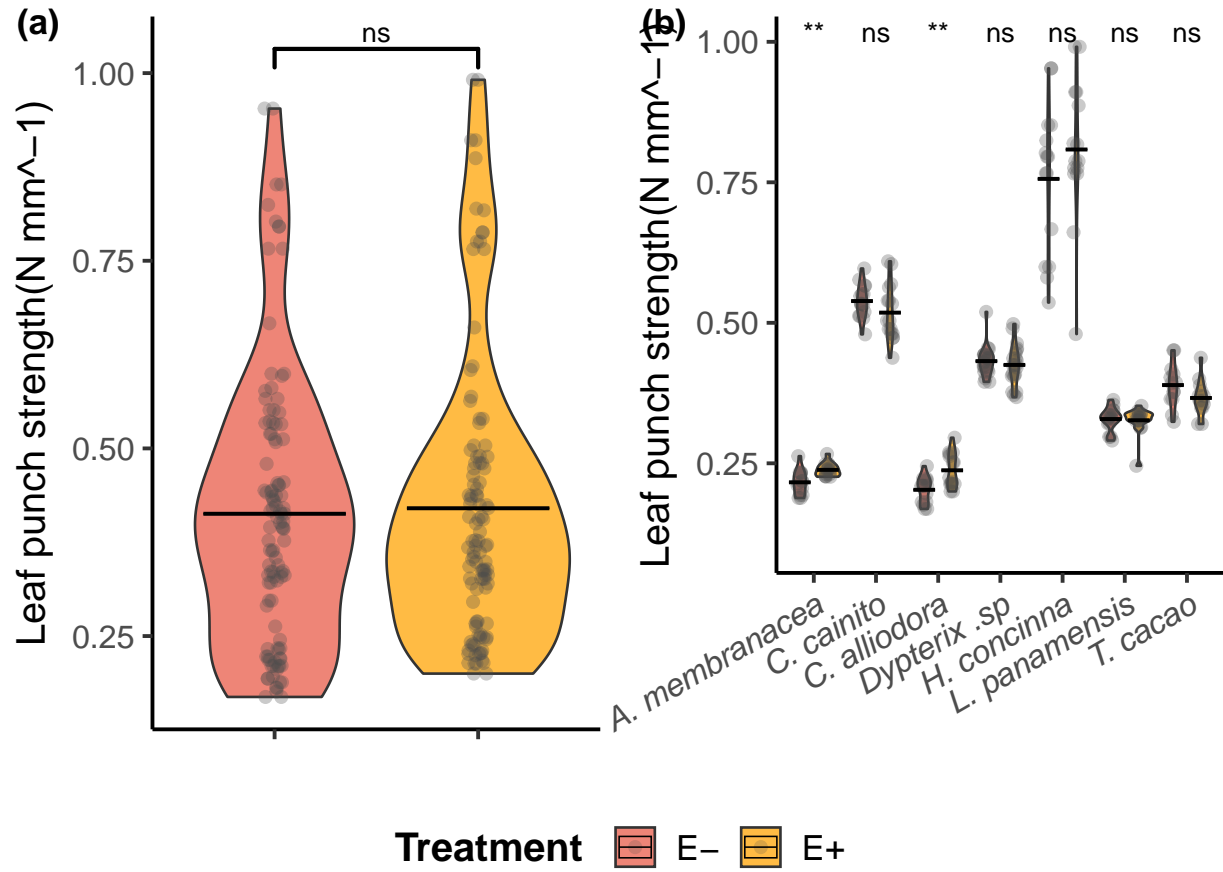 (a)
ns
Leaf punch strength(N mm^−1)
1.00
0.75
0.50
0.25
(b)
** ns ** ns ns ns ns
Leaf punch strength(N mm^−1)
1.00
0.75
0.50
0.25
A. membranacea
C. cainito
C. alliodora
Dypterix .sp
H. concinna
L. panamensis
T. cacao
Treatment E− E+